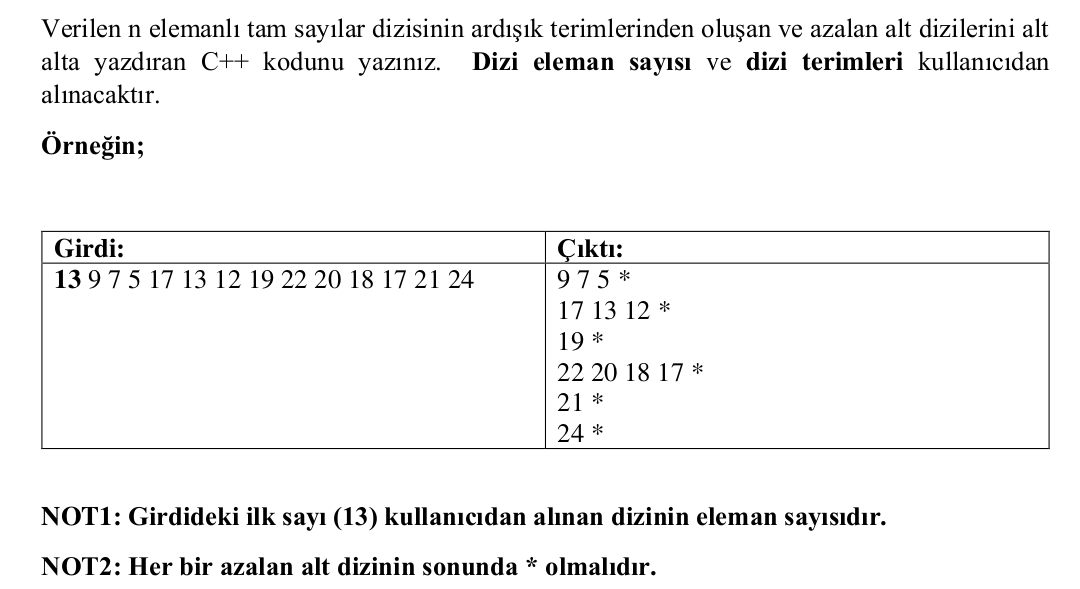 Verilen n elemanlı tam sayılar dizisinin ardışık terimlerinden oluşan ve azalan alt dizilerini alt
alta yazdıran C++ kodunu yazınız. Dizi eleman sayısı ve dizi terimleri kullanıcıdan
alınacaktır.
Örneğin;
Girdi:
13 9 7 5 17 13 12 19 22 20 18 17 21 24
Çıktı:
9 7 5 *
17 13 12 *
19 *
22 20 18 17 *
21 *
24 *
NOT1: Girdideki ilk sayı (13) kullanıcıdan alınan dizinin eleman sayısıdır.
NOT2: Her bir azalan alt dizinin sonunda * olmalıdır.